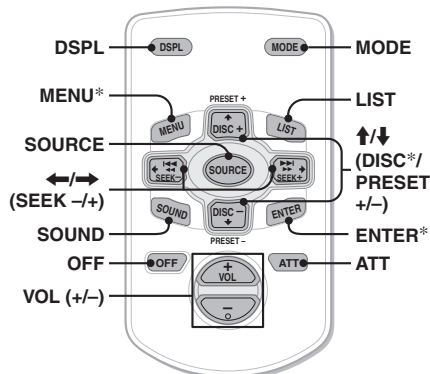 DSPL
DSPL
MODE
MODE
MENU*
MENU
PRESET +
DISC +
LIST
LIST
SOURCE
SOURCE
↑/↓
(DISC*/
PRESET
+/–)
←/→
(SEEK –/+)
SEEK–
SEEK+
SOUND
SOUND
DISC –
PRESET –
ENTER
ENTER*
OFF
OFF
ATT
ATT
VOL (+/–)
+
VOL
–